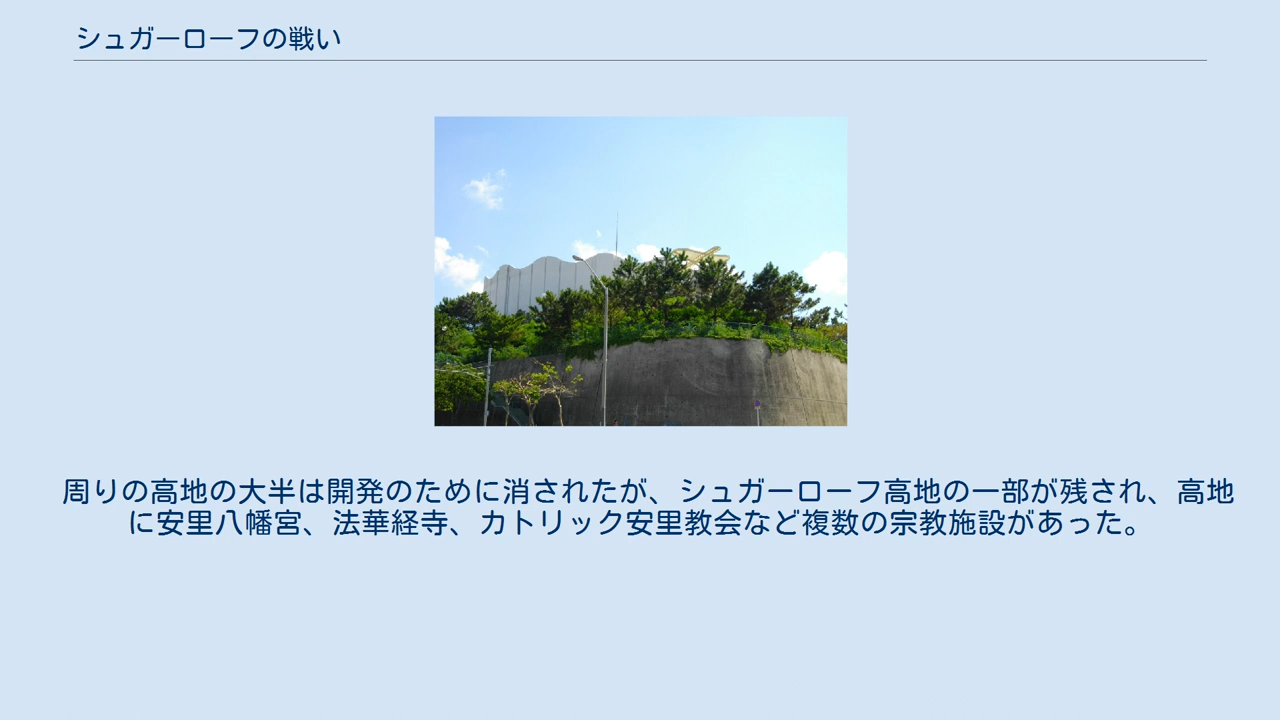 シュガーローフの戦い
周りの高地の大半は開発のために消されたが、シュガーローフ高地の一部が残され、高地
に安里八幡宮、法華経寺、カトリック安里教会など複数の宗教施設があった。